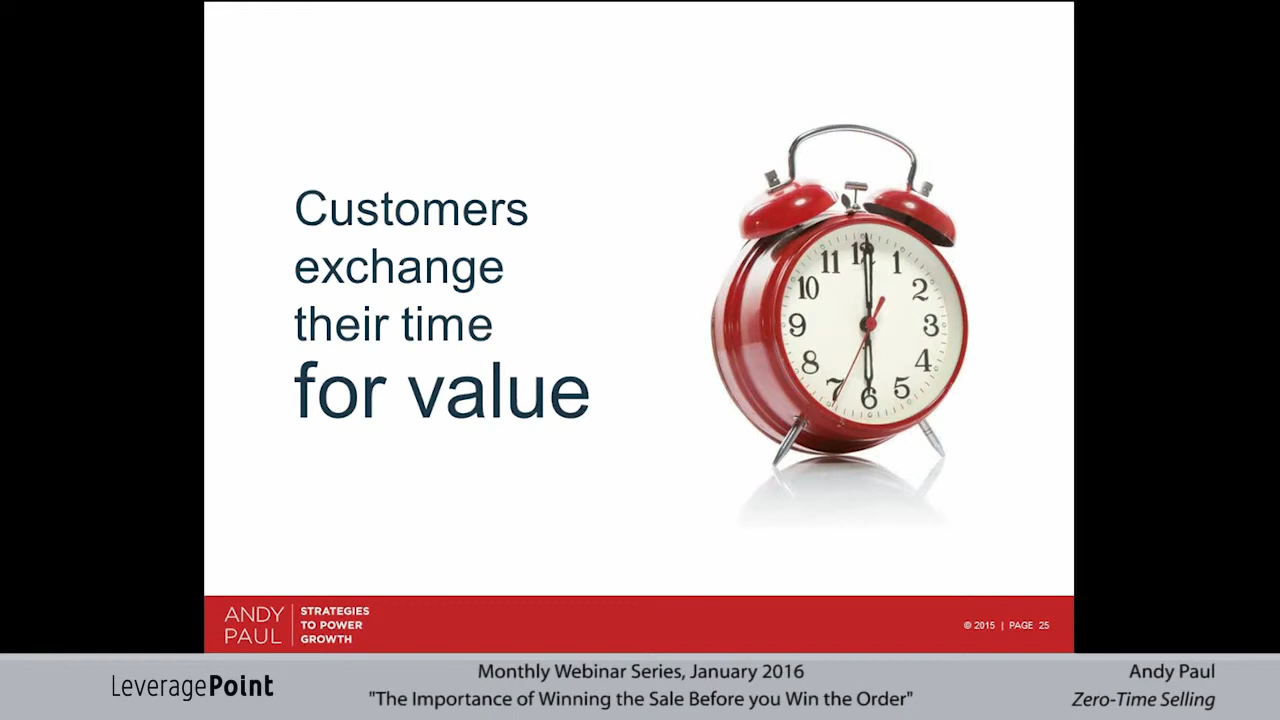 Customers
exchange
their time
for value
12
11 1
10 2
9 3
8 4
7 5
6
ANDY PAUL
STRATEGIES
TO POWER
GROWTH
© 2015 | PAGE 25
LeveragePoint
Monthly Webinar Series, January 2016
"The Importance of Winning the Sale Before you Win the Order"
Andy Paul
Zero-Time Selling